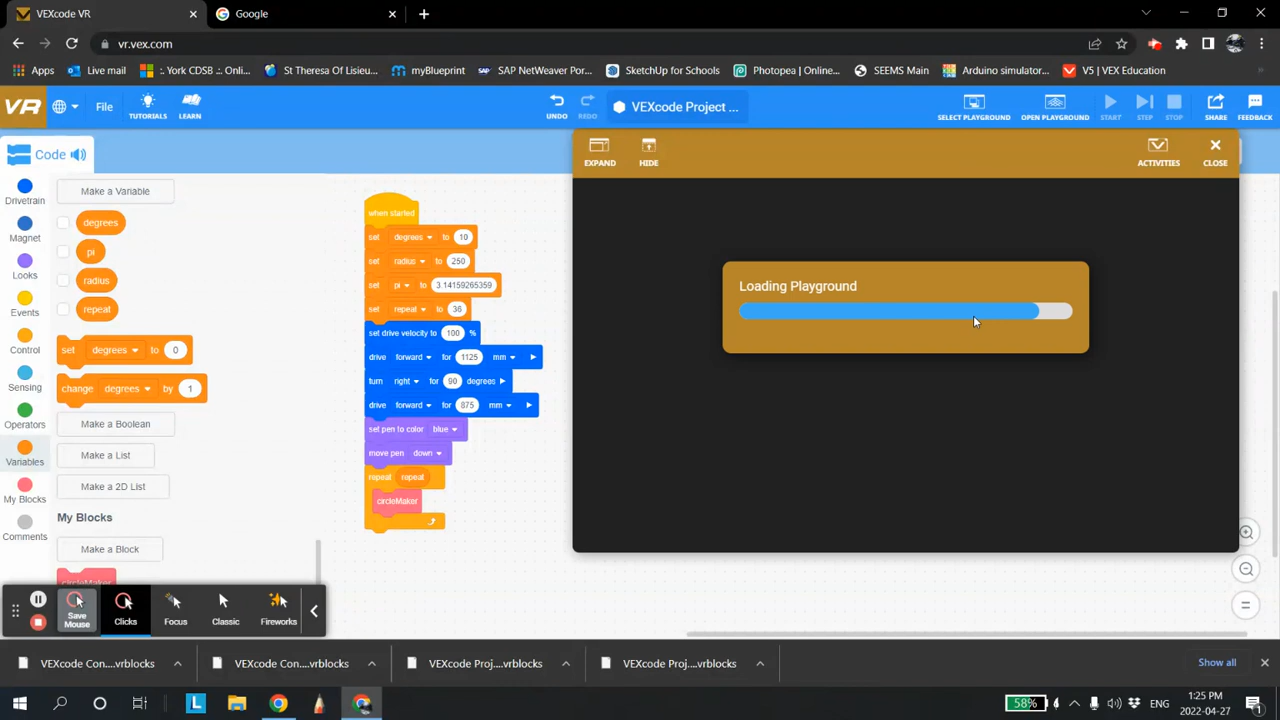 VEXcode VR
Google
vr.vex.com
Apps
Live mail
.: York CDSB :. Onli...
St Theresa Of Lisieu...
myBlueprint
SAP NetWeaver Por...
SketchUp for Schools
Photopea | Online...
SEEMS Main
Arduino simulator...
V5 | VEX Education
VR
File
TUTORIALS
LEARN
UNDO
REDO
VEXcode Project ...
SELECT PLAYGROUND
OPEN PLAYGROUND
START
STEP
STOP
SHARE
FEEDBACK
Code
EXPAND
HIDE
ACTIVITIES
CLOSE
Drivetrain
Magnet
Looks
Events
Control
Sensing
Operators
Variables
My Blocks
Comments
Make a Variable
degrees
pi
radius
repeat
set degrees to 0
change degrees by 1
Make a Boolean
Make a List
Make a 2D List
My Blocks
Make a Block
circleMaker
when started
set degrees to 10
set radius to 250
set pi to 3.14159265359
set repeat to 36
set drive velocity to 100 %
drive forward for 1125 mm
turn right for 90 degrees
drive forward for 875 mm
set pen to color blue
move pen down
repeat repeat
circleMaker
Loading Playground
Save Mouse
Clicks
Focus
Classic
Fireworks
VEXcode Con....vrblocks
VEXcode Con....vrblocks
VEXcode Proj....vrblocks
VEXcode Proj....vrblocks
Show all
L
58%
ENG
1:25 PM
2022-04-27
1